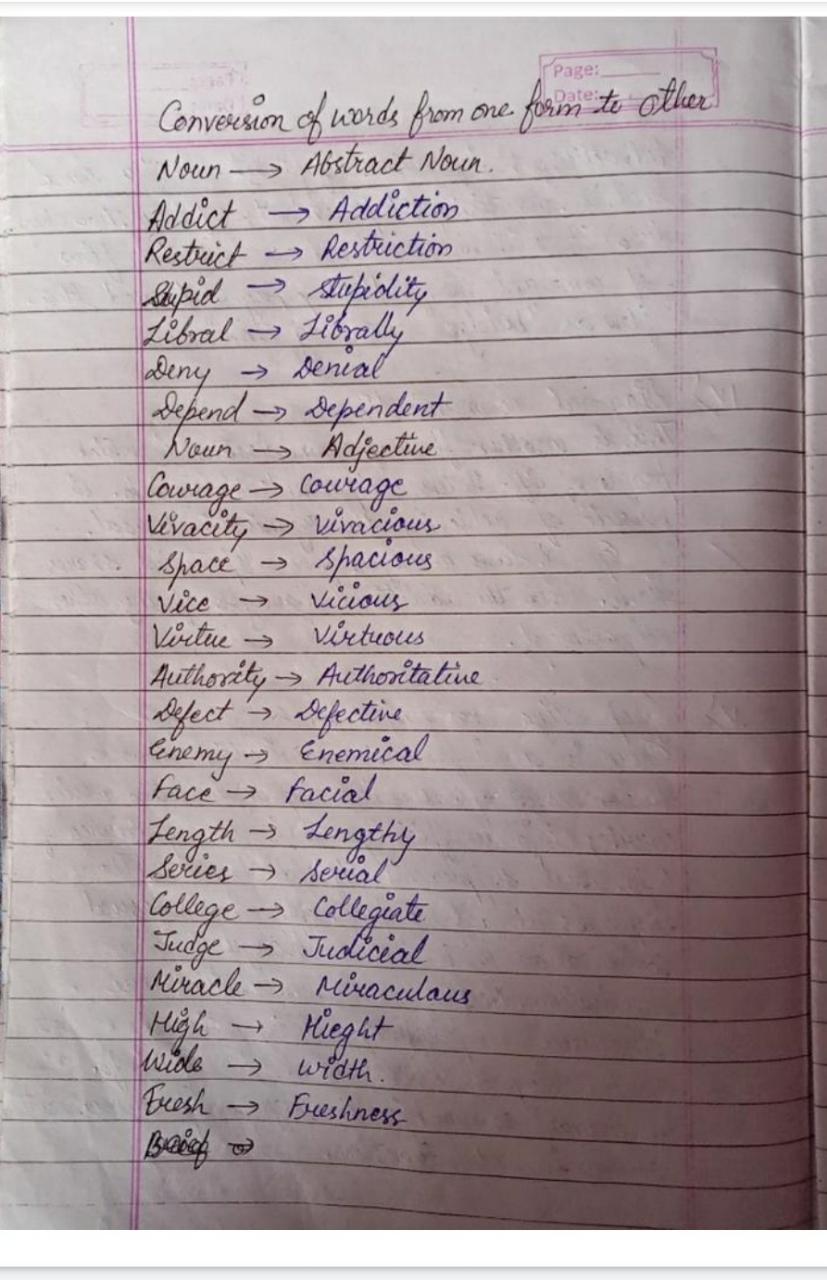 Page:
Date:
Conversion of words from one form to other
Noun → Abstract Noun.
Addict → Addiction
Restrict → Restriction
Stupid → Stupidity
Libral → Librally
Deny → Denial
Depend → Dependent
Noun → Adjective
Courage → Courage
Vivacity → Vivacious
Space → Spacious
Vice → Vicious
Virtue → Virtuous
Authority → Authoritative
Defect → Defective
Enemy → Enemical
Face → Facial
Length → Lengthy
Series → Serial
College → Collegiate
Judge → Judicial
Miracle → Miraculous
High → Hieght
Wide → Width.
Fresh → Freshness